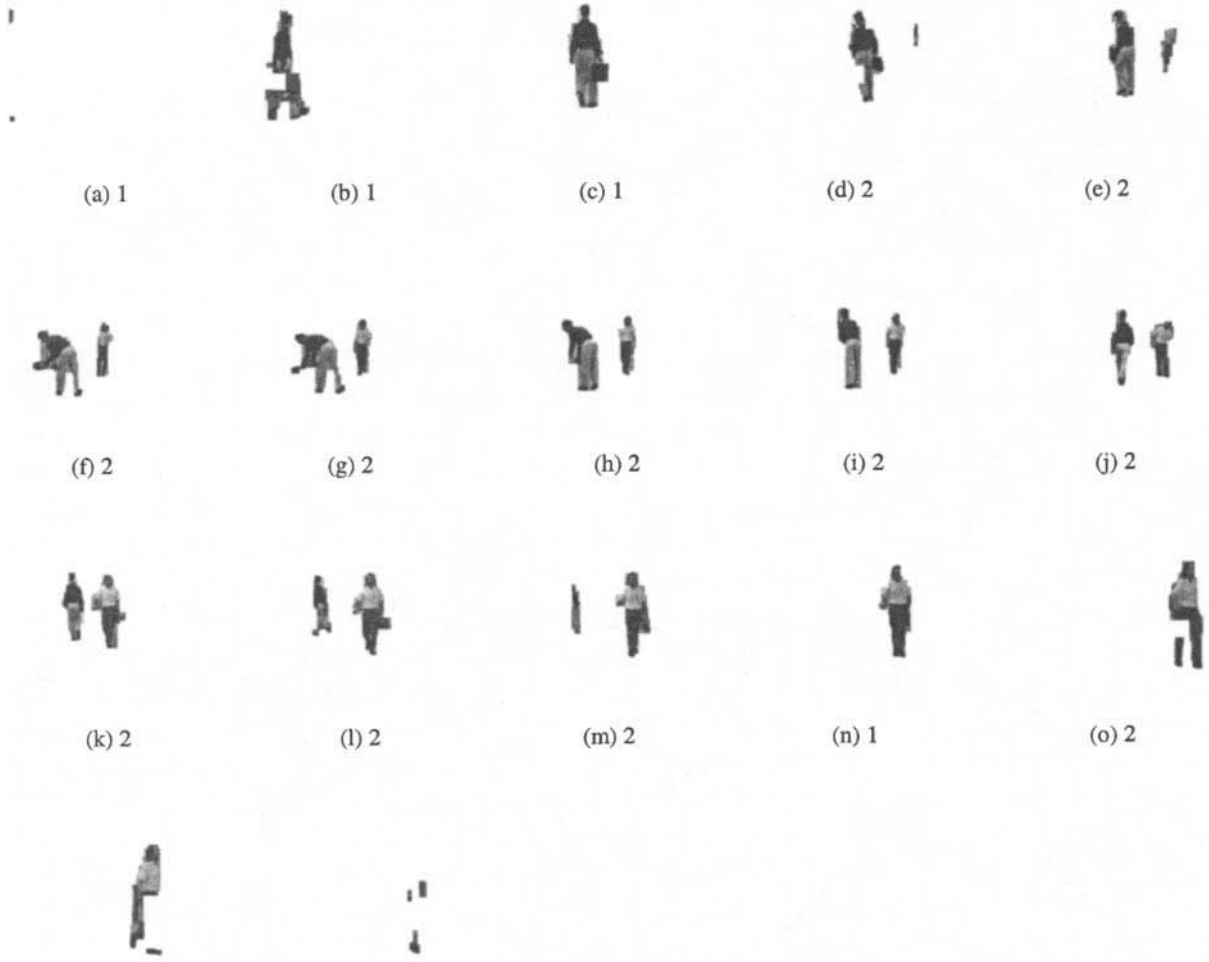 (a) 1 (b) 1 (c) 1 (d) 2 (e) 2
(f) 2 (g) 2 (h) 2 (i) 2 (j) 2
(k) 2 (l) 2 (m) 2 (n) 1 (o) 2